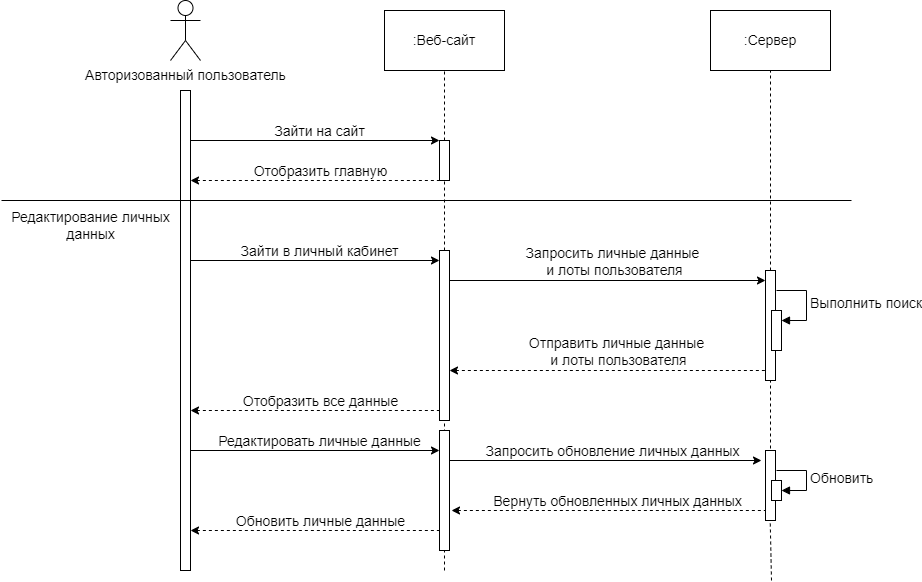 :Веб-сайт
:Сервер
Авторизованный пользователь
Зайти на сайт
Отобразить главную
Редактирование личных
данных
Зайти в личный кабинет
Запросить личные данные
и лоты пользователя
Выполнить поиск
Отправить личные данные
и лоты пользователя
Отобразить все данные
Редактировать личные данные
Запросить обновление личных данных
Обновить
Вернуть обновленных личных данных
Обновить личные данные